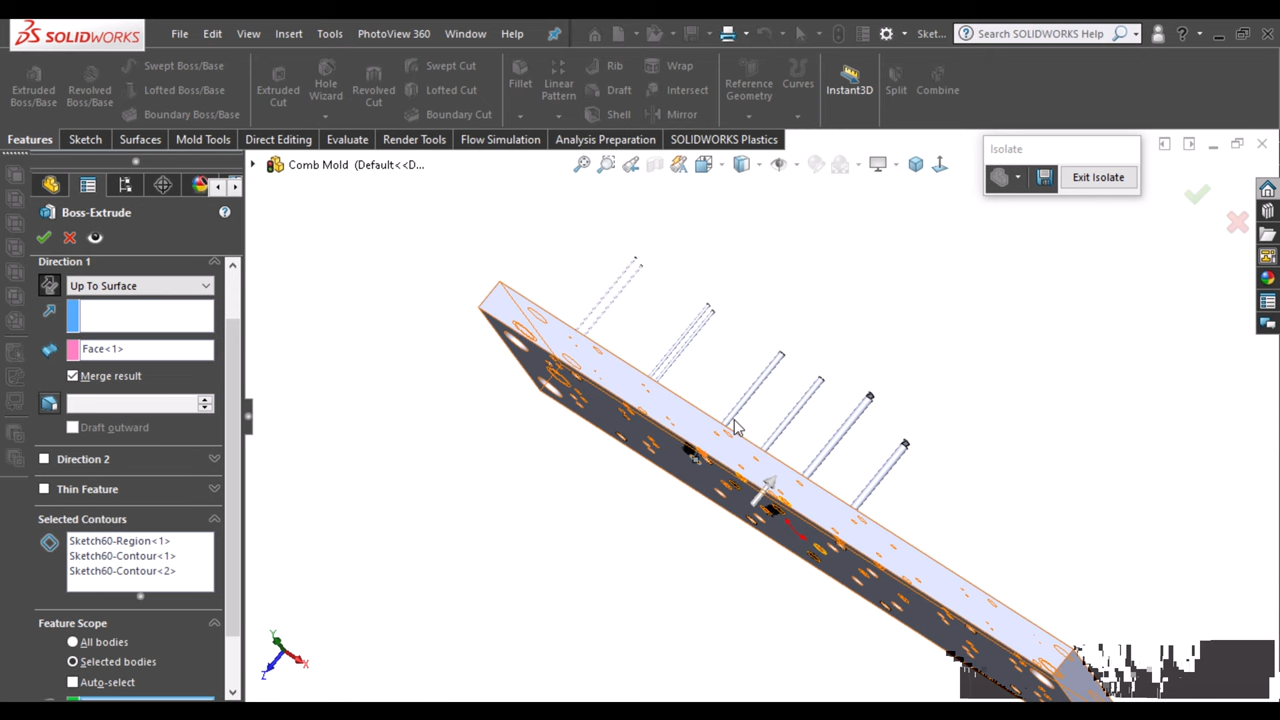 SOLIDWORKS File Edit View Insert Tools PhotoView 360 Window Help Sket... Search SOLIDWORKS Help ?
Extruded Boss/Base
Revolved Boss/Base
Swept Boss/Base
Lofted Boss/Base
Boundary Boss/Base
Extruded Cut
Hole Wizard
Revolved Cut
Swept Cut
Lofted Cut
Boundary Cut
Fillet
Linear Pattern
Rib
Draft
Shell
Wrap
Intersect
Mirror
Reference Geometry
Curves
Instant3D
Split
Combine
Features Sketch Surfaces Mold Tools Direct Editing Evaluate Render Tools Flow Simulation Analysis Preparation SOLIDWORKS Plastics
Comb Mold (Default<<D...
Isolate
Exit Isolate
Boss-Extrude
Direction 1
Up To Surface
Face<1>
Merge result
Draft outward
Direction 2
Thin Feature
Selected Contours
Sketch60-Region<1>
Sketch60-Contour<1>
Sketch60-Contour<2>
Feature Scope
All bodies
Selected bodies
Auto-select
Y
X
Z